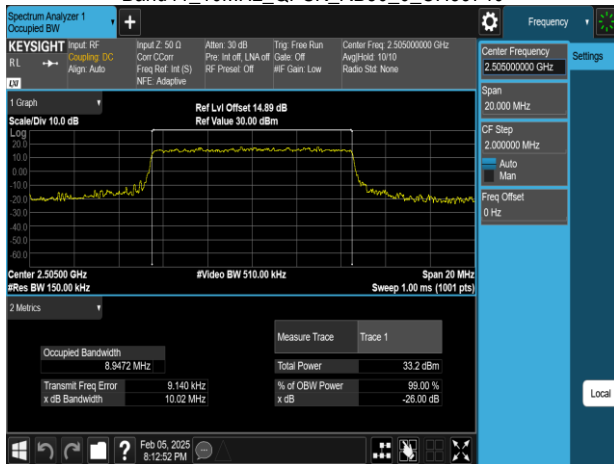 Spectrum Analyzer 1
Occupied BW
+
Frequency
KEYSIGHT
RL
LXI
Input: RF
Coupling: DC
Align: Auto
Input Z: 50 Ω
Corr CCorr
Freq Ref: Int (S)
NFE: Adaptive
Atten: 30 dB
Pre: Int off, LNA off
RF Preset: Off
Trig: Free Run
Gate: Off
#IF Gain: Low
Center Freq: 2.505000000 GHz
Avg|Hold: 10/10
Radio Std: None
Center Frequency
2.505000000 GHz
Settings
Span
20.000 MHz
CF Step
2.000000 MHz
Auto
Man
Freq Offset
0 Hz
Local
1 Graph
Scale/Div 10.0 dB
Ref Lvl Offset 14.89 dB
Ref Value 30.00 dBm
Log
20.0
10.0
0.00
-10.0
-20.0
-30.0
-40.0
-50.0
-60.0
Center 2.50500 GHz
#Video BW 510.00 kHz
Span 20 MHz
#Res BW 150.00 kHz
Sweep 1.00 ms (1001 pts)
2 Metrics
Measure Trace
Trace 1
Occupied Bandwidth
8.9472 MHz
Total Power
33.2 dBm
Transmit Freq Error
9.140 kHz
% of OBW Power
99.00 %
x dB Bandwidth
10.02 MHz
x dB
-26.00 dB
?
Feb 05, 2025
8:12:52 PM